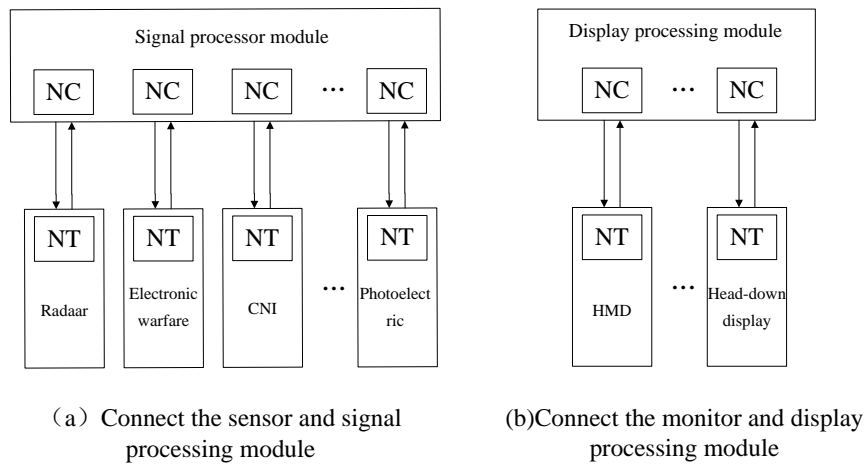 Signal processor module
NC NC NC ... NC
NT NT NT NT
Radaar
Electronic
warfare
CNI
...
Photoelect
ric
（a）Connect the sensor and signal
processing module
Display processing module
NC ... NC
NT NT
HMD
...
Head-down
display
(b)Connect the monitor and display
processing module